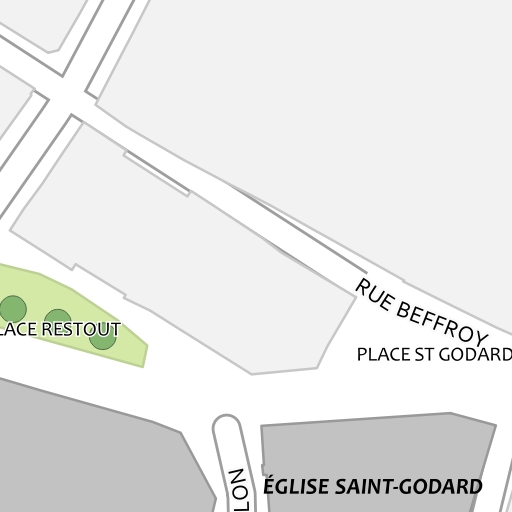 RUE BEFFROY
LACE RESTOUT
PLACE ST GODARD
ÉGLISE SAINT-GODARD
LON